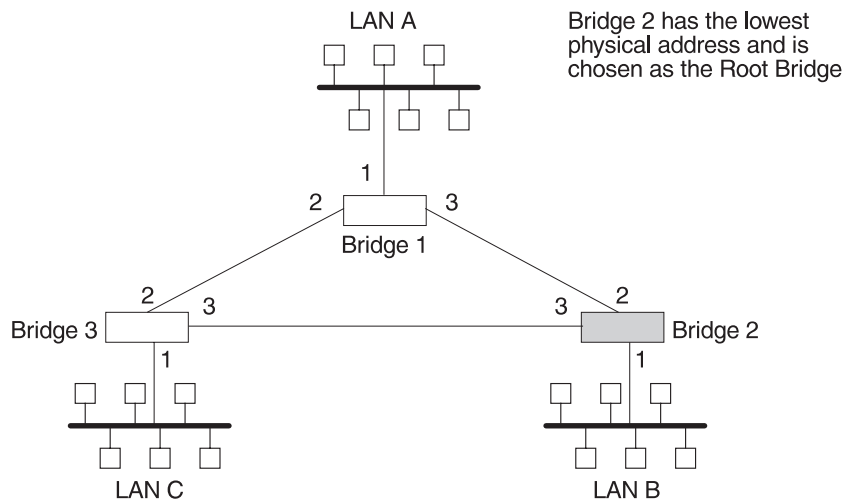 LAN A
Bridge 2 has the lowest
physical address and is
chosen as the Root Bridge
1
2
3
Bridge 1
2
3
3
2
Bridge 3
Bridge 2
1
1
LAN C
LAN B